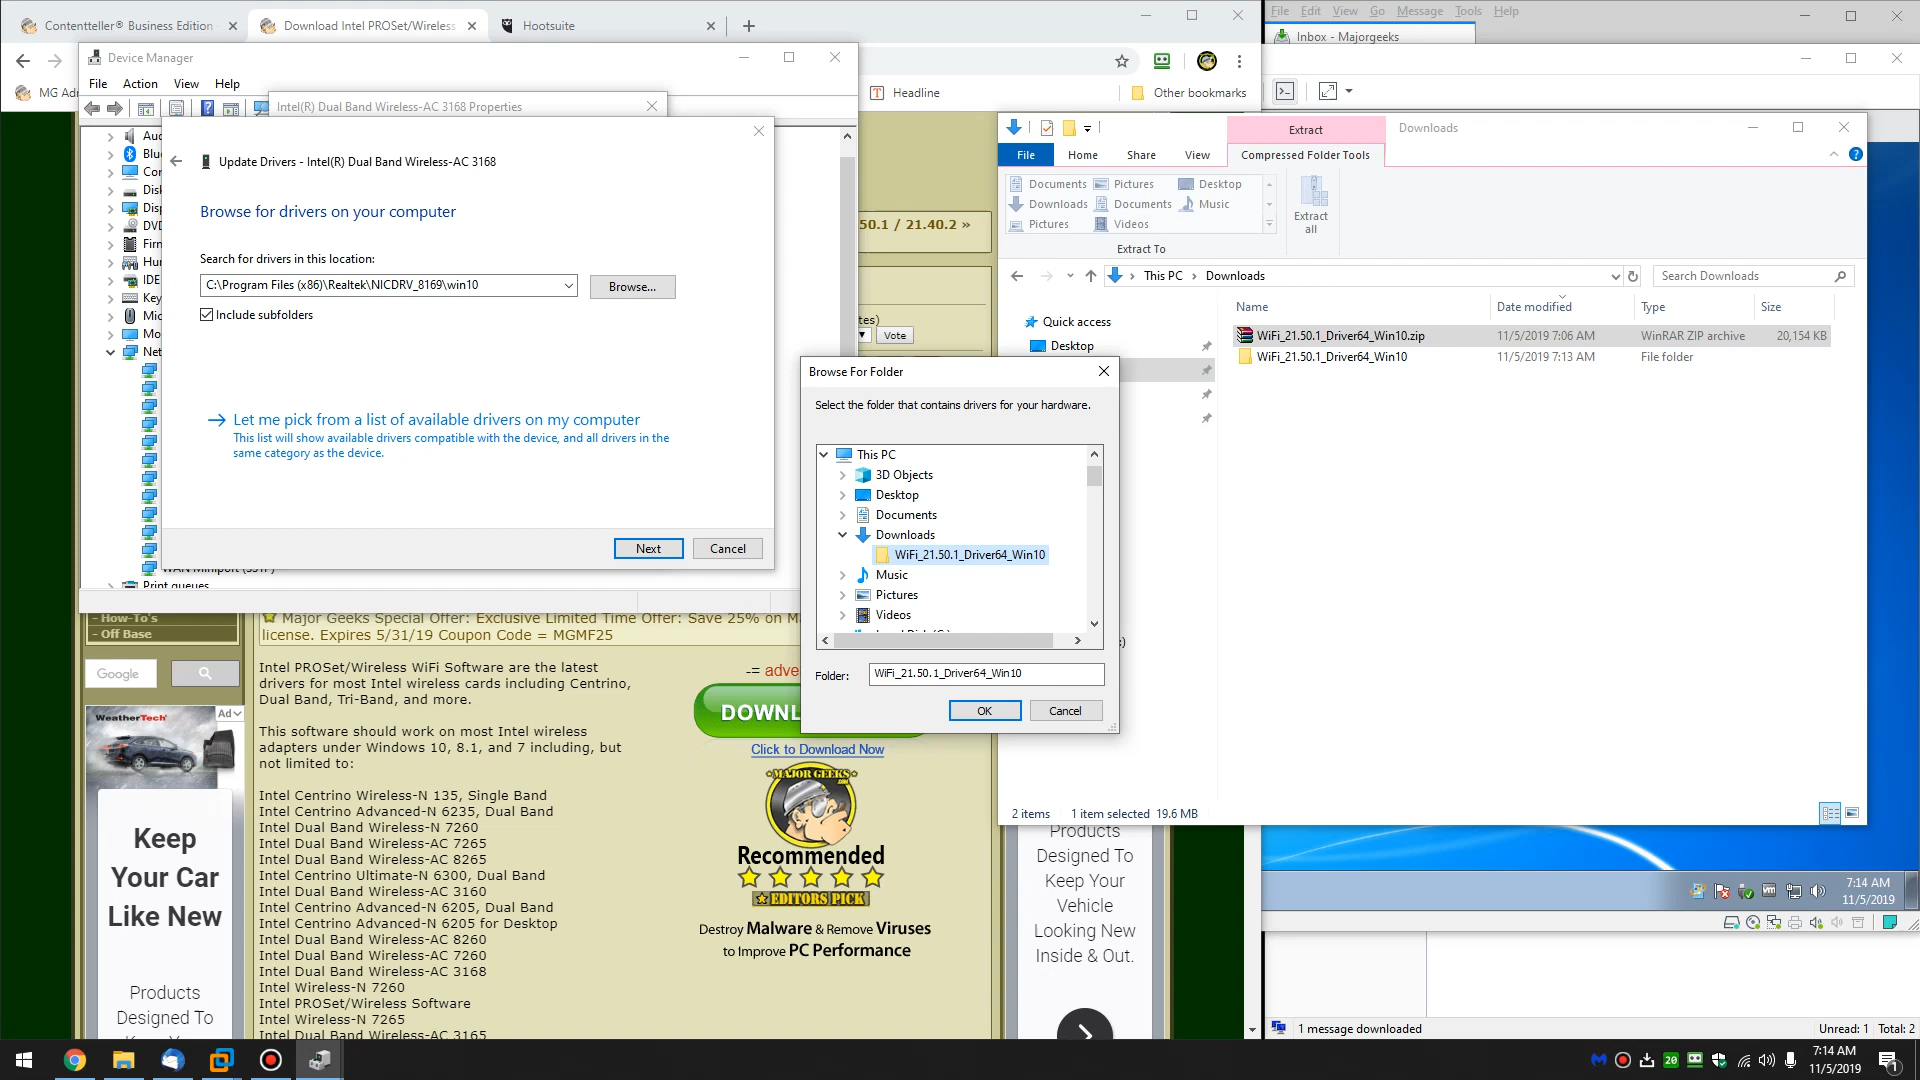 Contentteller® Business Edition
Download Intel PROSet/Wireless
Hootsuite
File Edit View Go Message Tools Help
Inbox - Majorgeeks
Device Manager
File Action View Help
MG Adm
Headline
Other bookmarks
Intel(R) Dual Band Wireless-AC 3168 Properties
Update Drivers - Intel(R) Dual Band Wireless-AC 3168
Browse for drivers on your computer
Search for drivers in this location:
C:\Program Files (x86)\Realtek\NICDRV_8169\win10
Browse...
Include subfolders
Let me pick from a list of available drivers on my computer
This list will show available drivers compatible with the device, and all drivers in the
same category as the device.
Next
Cancel
Aud
Blu
Cor
Disk
Disp
DVD
Firn
Hur
IDE
Key
Mic
Mo
Net
Print queues
50.1 / 21.40.2 »
tes)
Vote
Extract
Downloads
File
Home
Share
View
Compressed Folder Tools
Documents
Pictures
Desktop
Downloads
Documents
Music
Pictures
Videos
Extract To
Extract
all
This PC
Downloads
Search Downloads
Name
Date modified
Type
Size
Quick access
Desktop
WiFi_21.50.1_Driver64_Win10.zip
11/5/2019 7:06 AM
WinRAR ZIP archive
20,154 KB
WiFi_21.50.1_Driver64_Win10
11/5/2019 7:13 AM
File folder
2 items
1 item selected 19.6 MB
Browse For Folder
Select the folder that contains drivers for your hardware.
This PC
3D Objects
Desktop
Documents
Downloads
WiFi_21.50.1_Driver64_Win10
Music
Pictures
Videos
Folder:
WiFi_21.50.1_Driver64_Win10
OK
Cancel
- How-To's
- Off Base
Google
Major Geeks Special Offer: Exclusive Limited Time Offer: Save 25% on M
license. Expires 5/31/19 Coupon Code = MGMF25
Intel PROSet/Wireless WiFi Software are the latest
drivers for most Intel wireless cards including Centrino,
Dual Band, Tri-Band, and more.
This software should work on most Intel wireless
adapters under Windows 10, 8.1, and 7 including, but
not limited to:
Intel Centrino Wireless-N 135, Single Band
Intel Centrino Advanced-N 6235, Dual Band
Intel Dual Band Wireless-N 7260
Intel Dual Band Wireless-AC 7265
Intel Dual Band Wireless-AC 8265
Intel Centrino Ultimate-N 6300, Dual Band
Intel Dual Band Wireless-AC 3160
Intel Centrino Advanced-N 6205, Dual Band
Intel Centrino Advanced-N 6205 for Desktop
Intel Dual Band Wireless-AC 8260
Intel Dual Band Wireless-AC 7260
Intel Dual Band Wireless-AC 3168
Intel Wireless-N 7260
Intel PROSet/Wireless Software
Intel Wireless-N 7265
Intel Dual Band Wireless-AC 3165
-= adve
DOWNL
Click to Download Now
MAJOR GEEKS
.COM
Recommended
EDITORS PICK
Destroy Malware & Remove Viruses
to Improve PC Performance
WeatherTech
Ad
Keep
Your Car
Like New
Products
Designed To
Products
Designed To
Keep Your
Vehicle
Looking New
Inside & Out.
7:14 AM
11/5/2019
1 message downloaded
Unread: 1 Total: 2
20
7:14 AM
11/5/2019
1